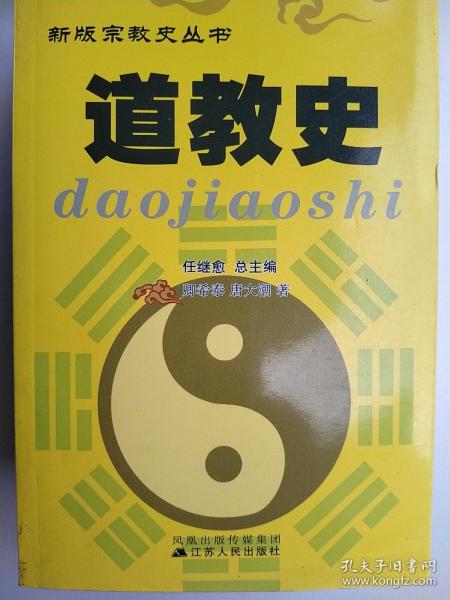 新版宗教史丛书
道教史
daojiaoshi
任继愈 总主编
卿希泰 唐大潮 著
凤凰出版传媒集团
江苏人民出版社
孔夫子旧书网
www.kongfz.com